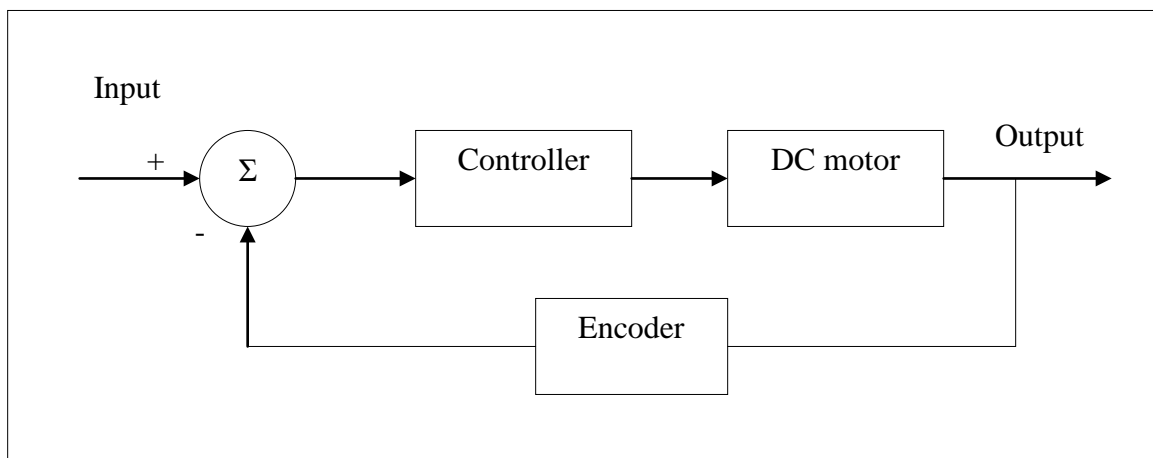 Input
+
Σ
-
Controller
DC motor
Output
Encoder